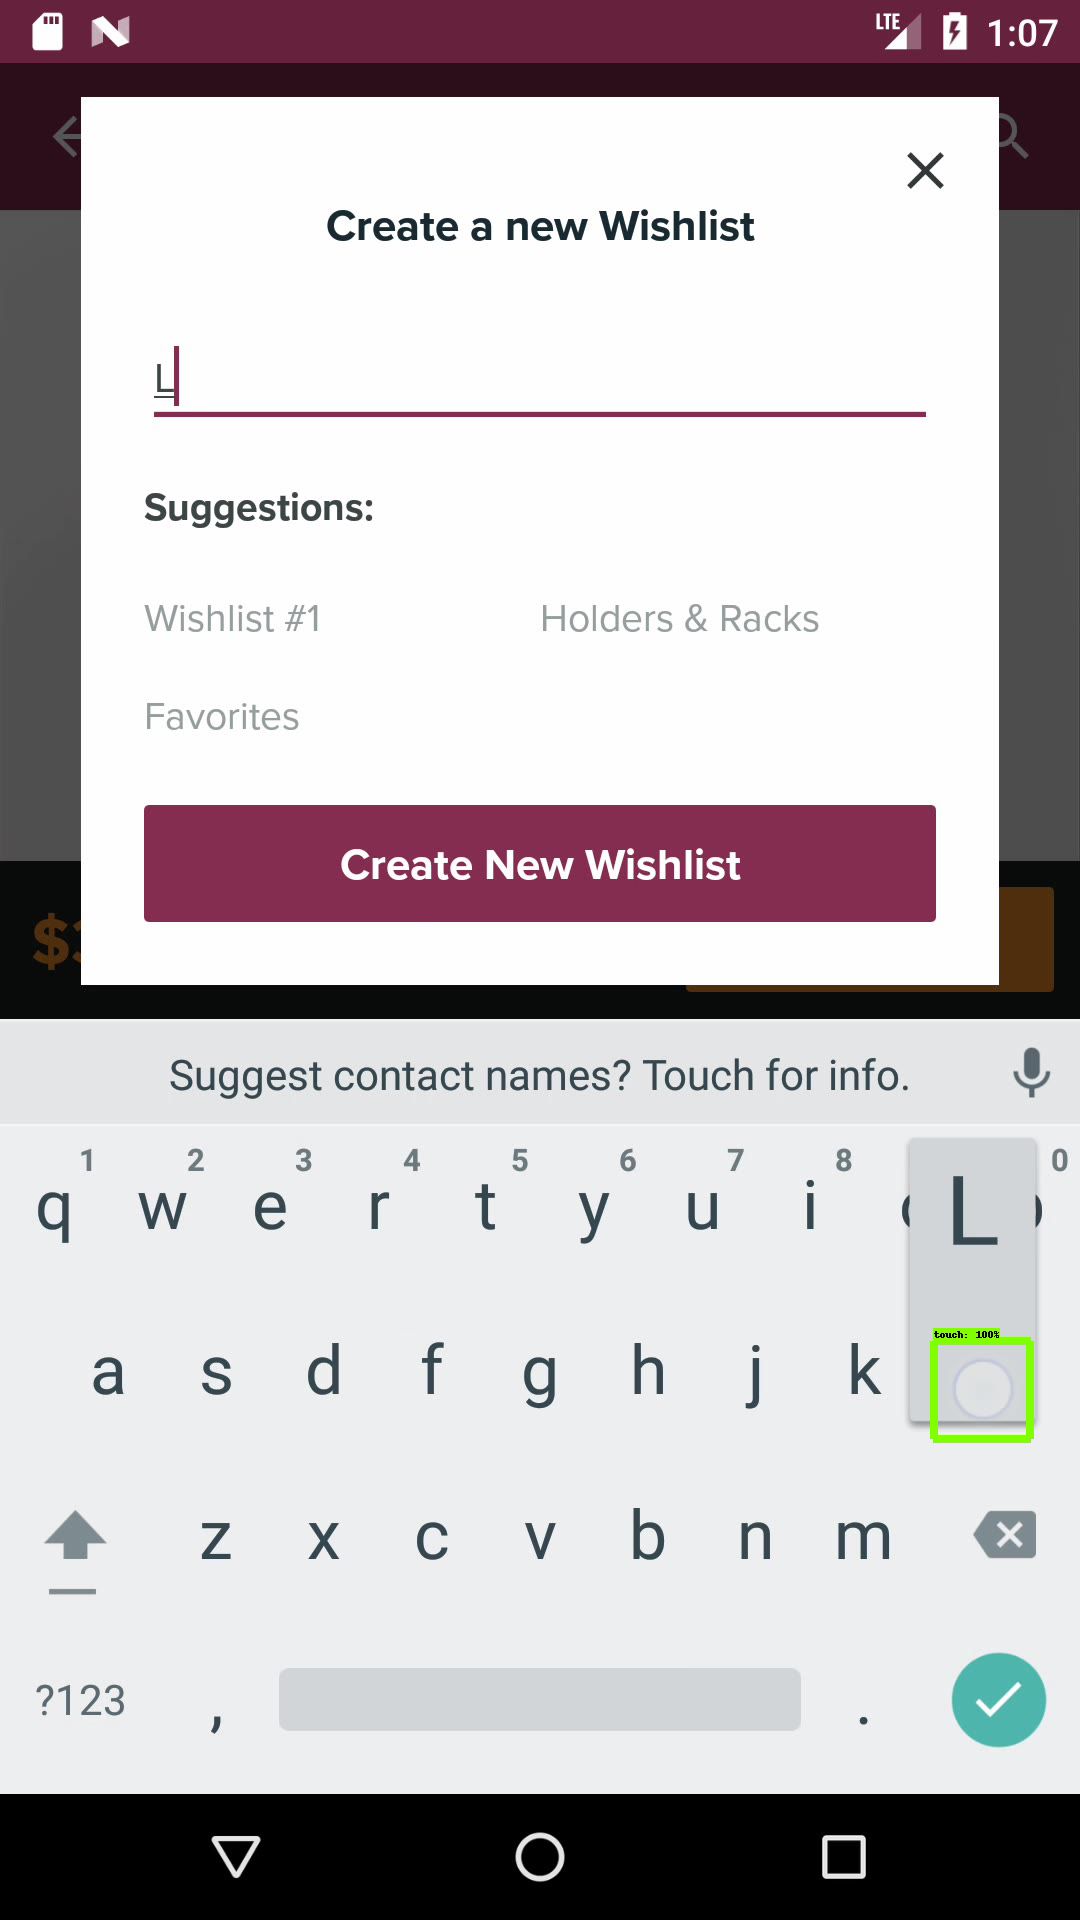 LTE 1:07
Create a new Wishlist
L
Suggestions:
Wishlist #1 Holders & Racks
Favorites
Create New Wishlist
$
Suggest contact names? Touch for info.
1 2 3 4 5 6 7 8 0
q w e r t y u i L
touch: 100%
a s d f g h j k
z x c v b n m
?123 , .